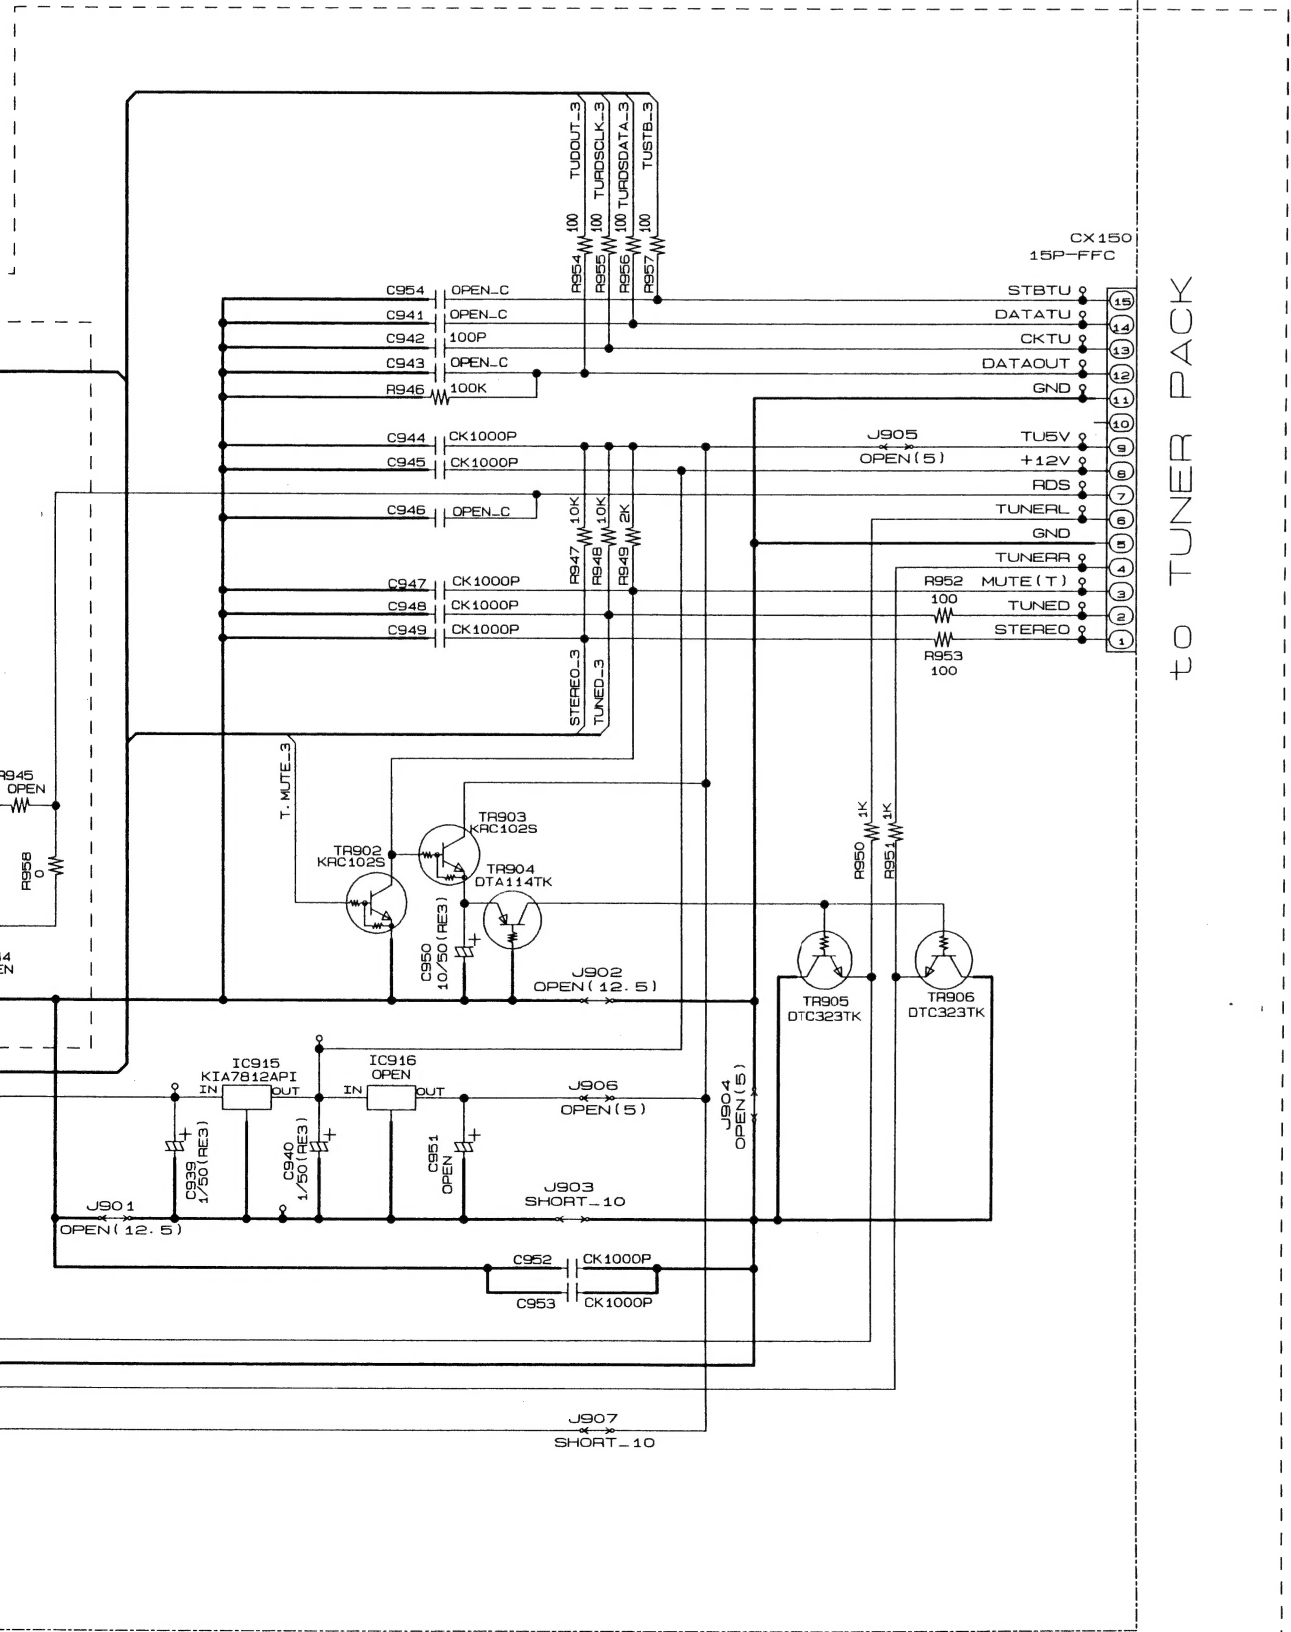 TUDOUT_3
TURDSCLK_3
TURDSDATA_3
TUSTB_3
100
100
100
100
R954
R955
R956
R957
CX150
15P-FFC
C954 OPEN_C STBTU 15
C941 OPEN_C DATATU 14
C942 100P CKTU 13
C943 OPEN_C DATAOUT 12
R946 100K GND 11
10
C944 CK1000P J905 OPEN(5) TU5V 9
C945 CK1000P +12V 8
RDS 7
C946 OPEN_C TUNERL 6
GND 5
TUNERR 4
C947 CK1000P MUTE(T) 3
C948 CK1000P R952 100 TUNED 2
C949 CK1000P R953 100 STEREO 1
to TUNER PACK
R947 10K
R948 10K
R949 2K
STEREO_3
TUNED_3
T.MUTE_3
R945
OPEN
R958
0
TR902
KRC102S
TR903
KRC102S
TR904
DTA114TK
C950
10/50(RE3)
+
R950 1K
R951 1K
J902
OPEN(12.5)
TR905
DTC323TK
TR906
DTC323TK
IC915
KIA7812API
IN OUT
IC916
OPEN
IN OUT
J906
OPEN(5)
J904
OPEN(5)
C939
1/50(RE3)
+
C940
1/50(RE3)
+
C951
OPEN
+
J901
OPEN(12.5)
J903
SHORT_10
C952 CK1000P
C953 CK1000P
J907
SHORT_10